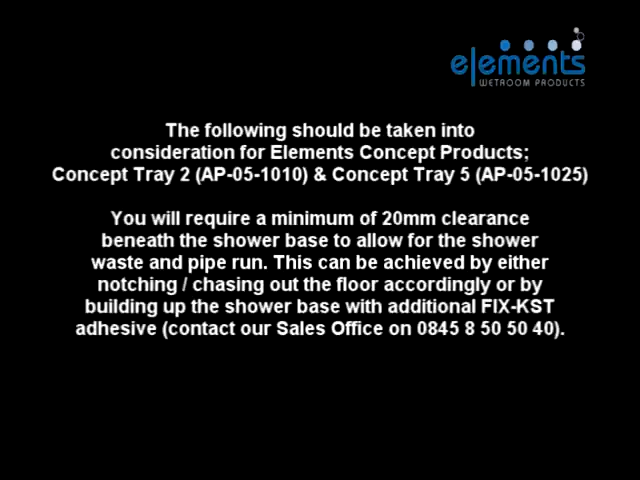 elements
WETROOM PRODUCTS
The following should be taken into
consideration for Elements Concept Products;
Concept Tray 2 (AP-05-1010) & Concept Tray 5 (AP-05-1025)
You will require a minimum of 20mm clearance
beneath the shower base to allow for the shower
waste and pipe run. This can be achieved by either
notching / chasing out the floor accordingly or by
building up the shower base with additional FIX-KST
adhesive (contact our Sales Office on 0845 8 50 50 40).